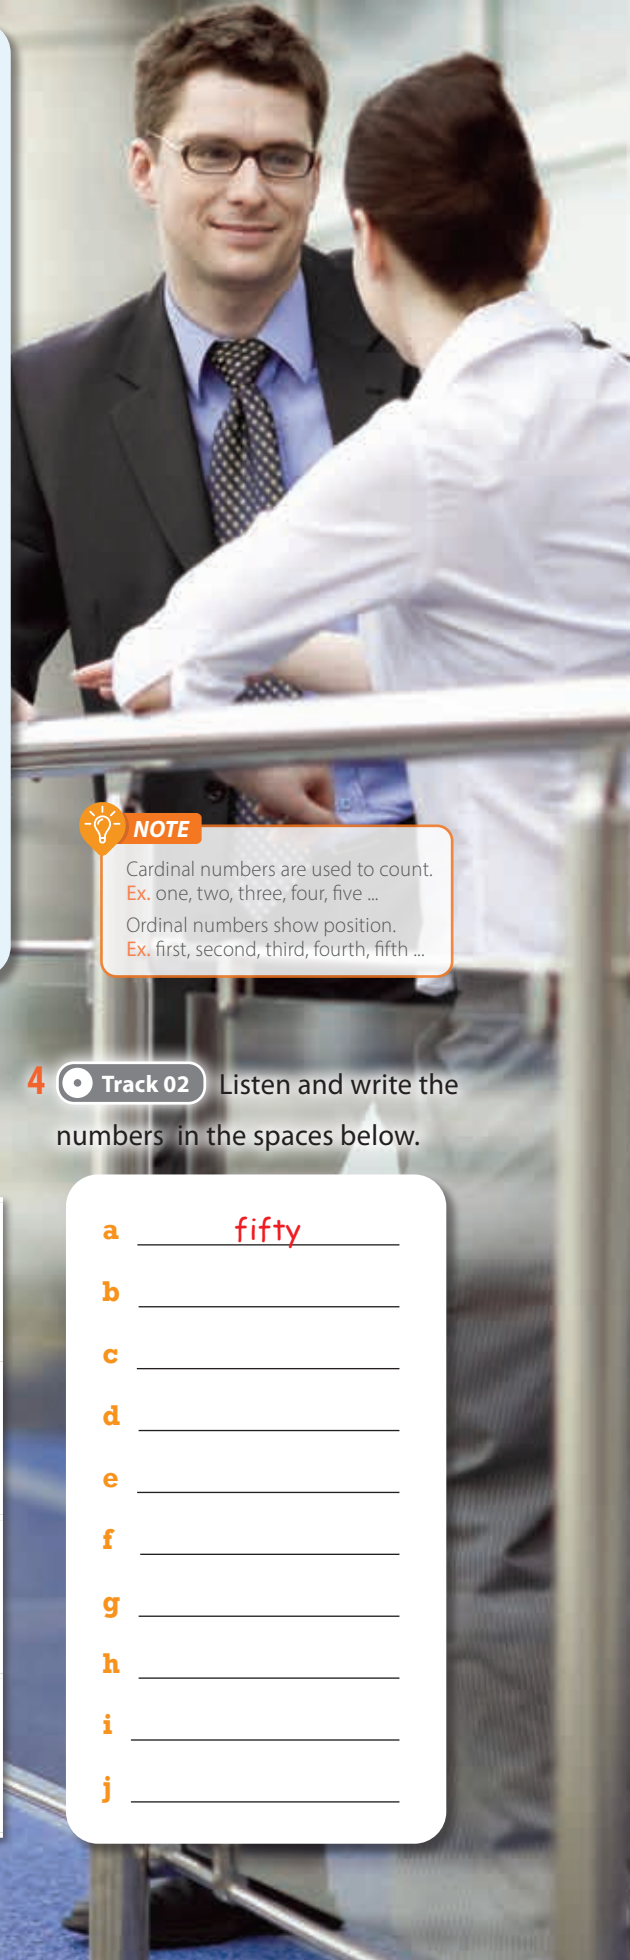 NOTE
Cardinal numbers are used to count.
Ex. one, two, three, four, five ...
Ordinal numbers show position.
Ex. first, second, third, fourth, fifth ...
4 Track 02 Listen and write the
numbers in the spaces below.
a fifty
b
c
d
e
f
g
h
i
j